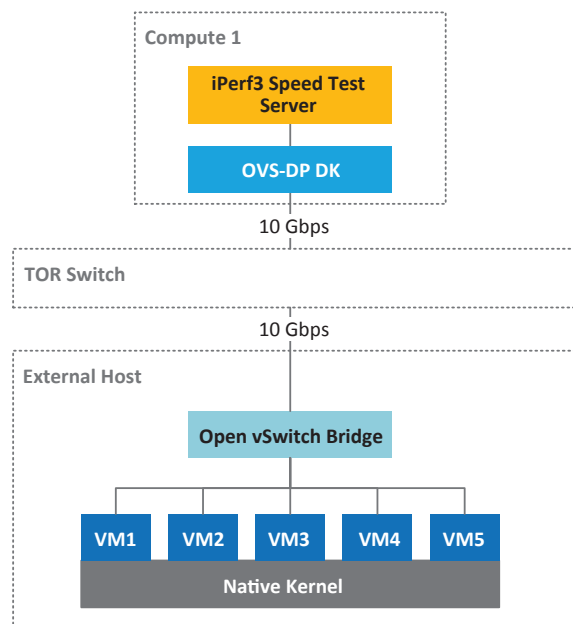 Compute 1
iPerf3 Speed Test
Server
OVS-DP DK
10 Gbps
TOR Switch
10 Gbps
External Host
Open vSwitch Bridge
VM1 VM2 VM3 VM4 VM5
Native Kernel